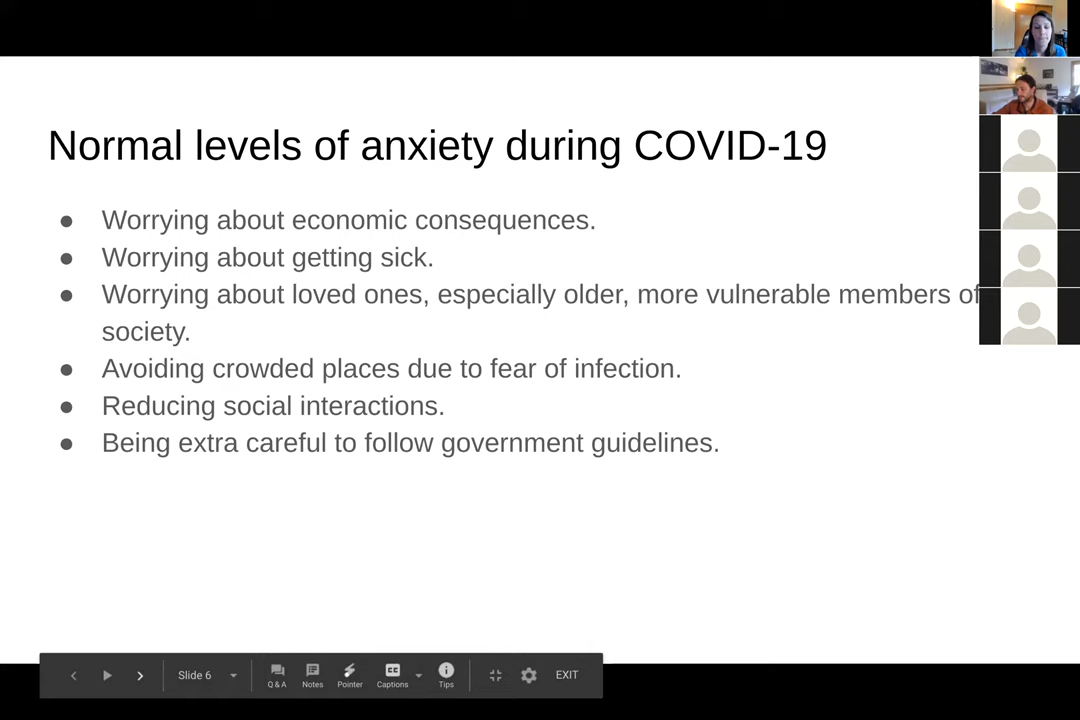 Normal levels of anxiety during COVID-19
● Worrying about economic consequences.
● Worrying about getting sick.
● Worrying about loved ones, especially older, more vulnerable members of
society.
● Avoiding crowded places due to fear of infection.
● Reducing social interactions.
● Being extra careful to follow government guidelines.
Slide 6
Q & A
Notes
Pointer
CC
Captions
Tips
EXIT